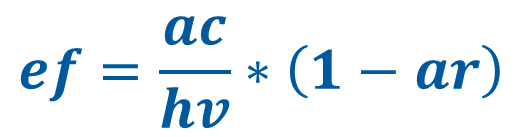 ef = ac/hv * (1 − ar)